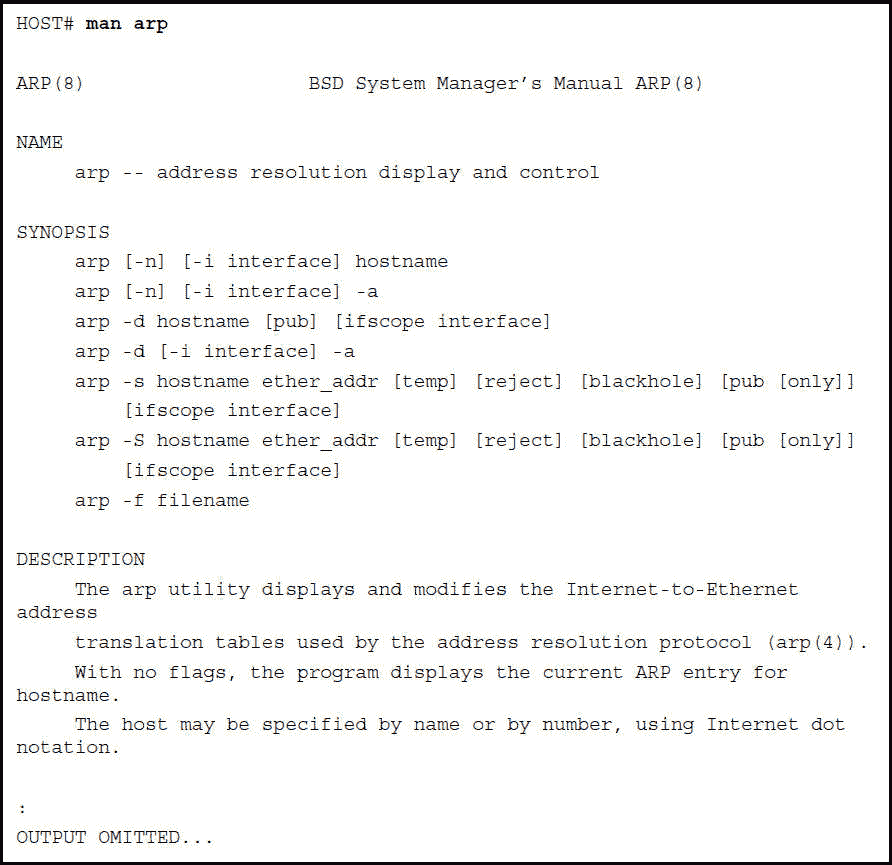 HOST# man arp
ARP(8) BSD System Manager’s Manual ARP(8)
NAME
arp -- address resolution display and control
SYNOPSIS
arp [-n] [-i interface] hostname
arp [-n] [-i interface] -a
arp -d hostname [pub] [ifscope interface]
arp -d [-i interface] -a
arp -s hostname ether_addr [temp] [reject] [blackhole] [pub [only]]
[ifscope interface]
arp -S hostname ether_addr [temp] [reject] [blackhole] [pub [only]]
[ifscope interface]
arp -f filename
DESCRIPTION
The arp utility displays and modifies the Internet-to-Ethernet
address
translation tables used by the address resolution protocol (arp(4)).
With no flags, the program displays the current ARP entry for
hostname.
The host may be specified by name or by number, using Internet dot
notation.
:
OUTPUT OMITTED...